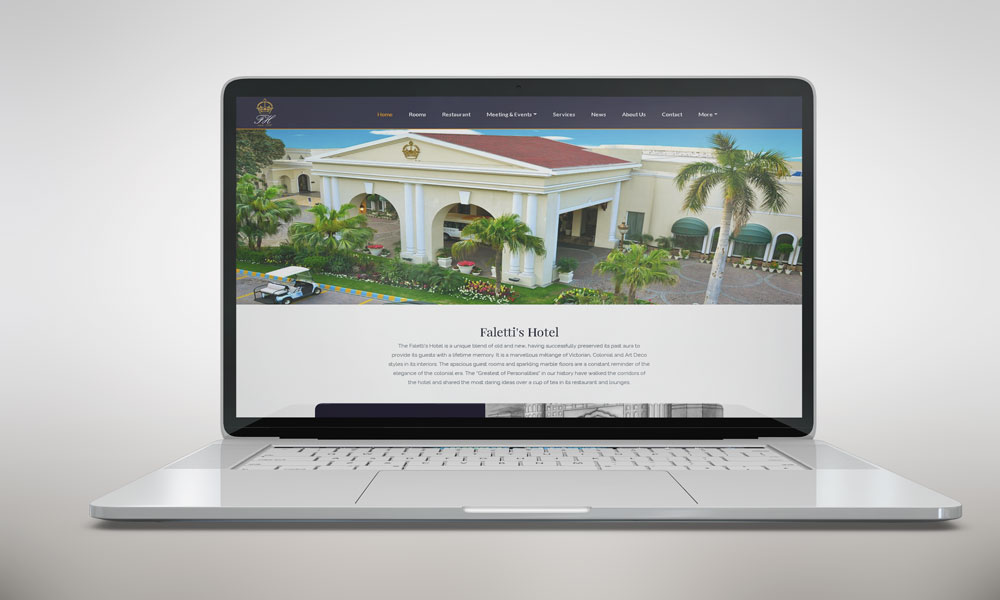 FH
Home Rooms Restaurant Meeting & Events Services News About Us Contact More
Faletti's Hotel
The Faletti's Hotel is a unique blend of old and new, having successfully preserved its past aura to
provide its guests with a lifetime memory. It is a marvellous mélange of Victorian, Colonial and Art Deco
styles in its interiors. The spacious guest rooms and sparkling marble floors are a constant reminder of the
elegance of the colonial era. The "Greatest of Personalities" in our history have walked the corridors of
the hotel and shared the most daring ideas over a cup of tea in its restaurant and lounges.